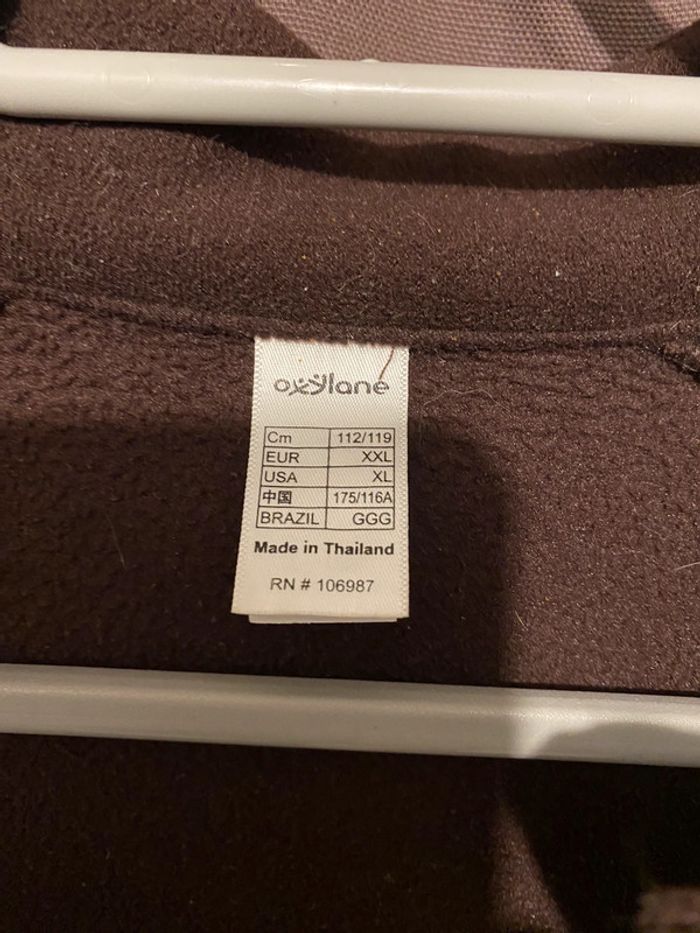 oxylane
Cm 112/119
EUR XXL
USA XL
中国 175/116A
BRAZIL GGG
Made in Thailand
RN # 106987